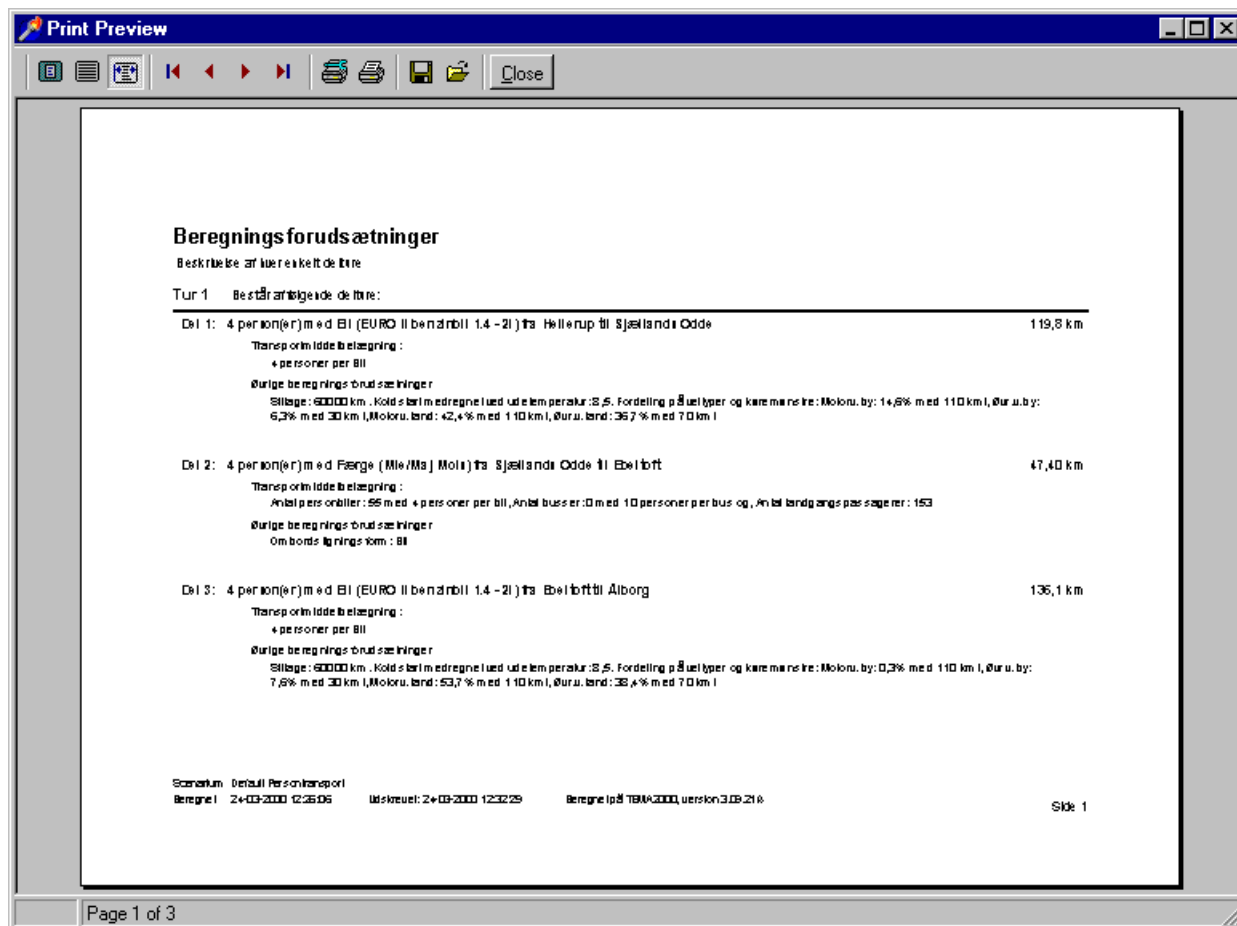 Print Preview
Close
Beregningsforudsætninger
Beskrivelse af hver enkelt delture
Tur 1 Består af følgende delture:
Del 1: 4 person(er) med Bil (EURO II benzinbil 1.4 - 2l) fra Hellerup til Sjællands Odde 119,8 km
Transportmiddelbelægning :
4 personer per Bil
Øvrige beregningsforudsætninger
Slitage: 60000 km . Koldstart medregnet ved udetemperatur: 8,5. Fordeling på vejtyper og køremønstre: Motorv. by: 14,6% med 110 km t, Øvr.v. by:
6,3% med 30 km t, Motorv. land: 42,4% med 110 km t, Øvr.v. land: 36,7% med 70 km t
Del 2: 4 person(er) med Færge (Mie/Maj Mols) fra Sjællands Odde til Ebeltoft 47,40 km
Transportmiddelbelægning :
Antal personbiler: 55 med 4 personer per bil, Antal busser: 0 med 10 personer per bus og, Antal landgangspassagerer: 153
Øvrige beregningsforudsætninger
Ombordstigningsform : Bil
Del 3: 4 person(er) med Bil (EURO II benzinbil 1.4 - 2l) fra Ebeltoft til Ålborg 136,1 km
Transportmiddelbelægning :
4 personer per Bil
Øvrige beregningsforudsætninger
Slitage: 60000 km . Koldstart medregnet ved udetemperatur: 8,5. Fordeling på vejtyper og køremønstre: Motorv. by: 0,3% med 110 km t, Øvr.v. by:
7,6% med 30 km t, Motorv. land: 53,7% med 110 km t, Øvr.v. land: 38,4% med 70 km t
Scenarium Default Persontransport
Beregnet 24-03-2000 12:26:06 Udskrevet: 24-03-2000 12:32:29 Beregnet på TEMA2000, version
Side 1
Page 1 of 3